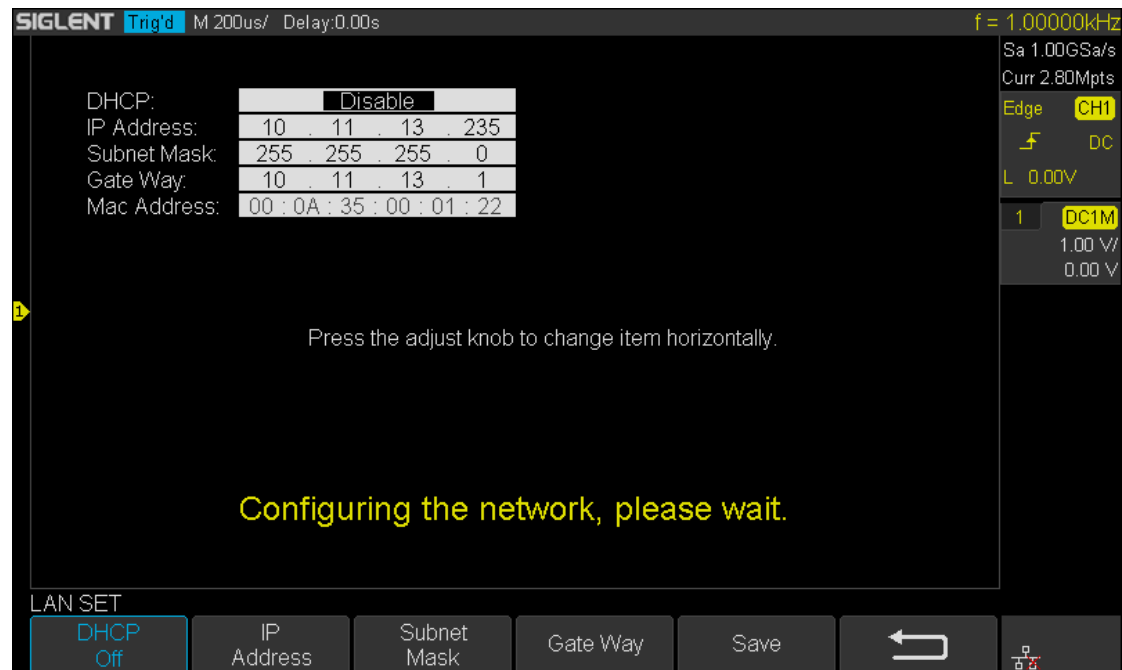 SIGLENT Trig'd M 200us/ Delay:0.00s f = 1.00000kHz
Sa 1.00GSa/s
Curr 2.80Mpts
Edge CH1
DC
L 0.00V
1 DC1M
1.00 V/
0.00 V
DHCP: Disable
IP Address: 10 . 11 . 13 . 235
Subnet Mask: 255 . 255 . 255 . 0
Gate Way: 10 . 11 . 13 . 1
Mac Address: 00 : 0A : 35 : 00 : 01 : 22
1
Press the adjust knob to change item horizontally.
Configuring the network, please wait.
LAN SET
DHCP
Off
IP
Address
Subnet
Mask
Gate Way
Save